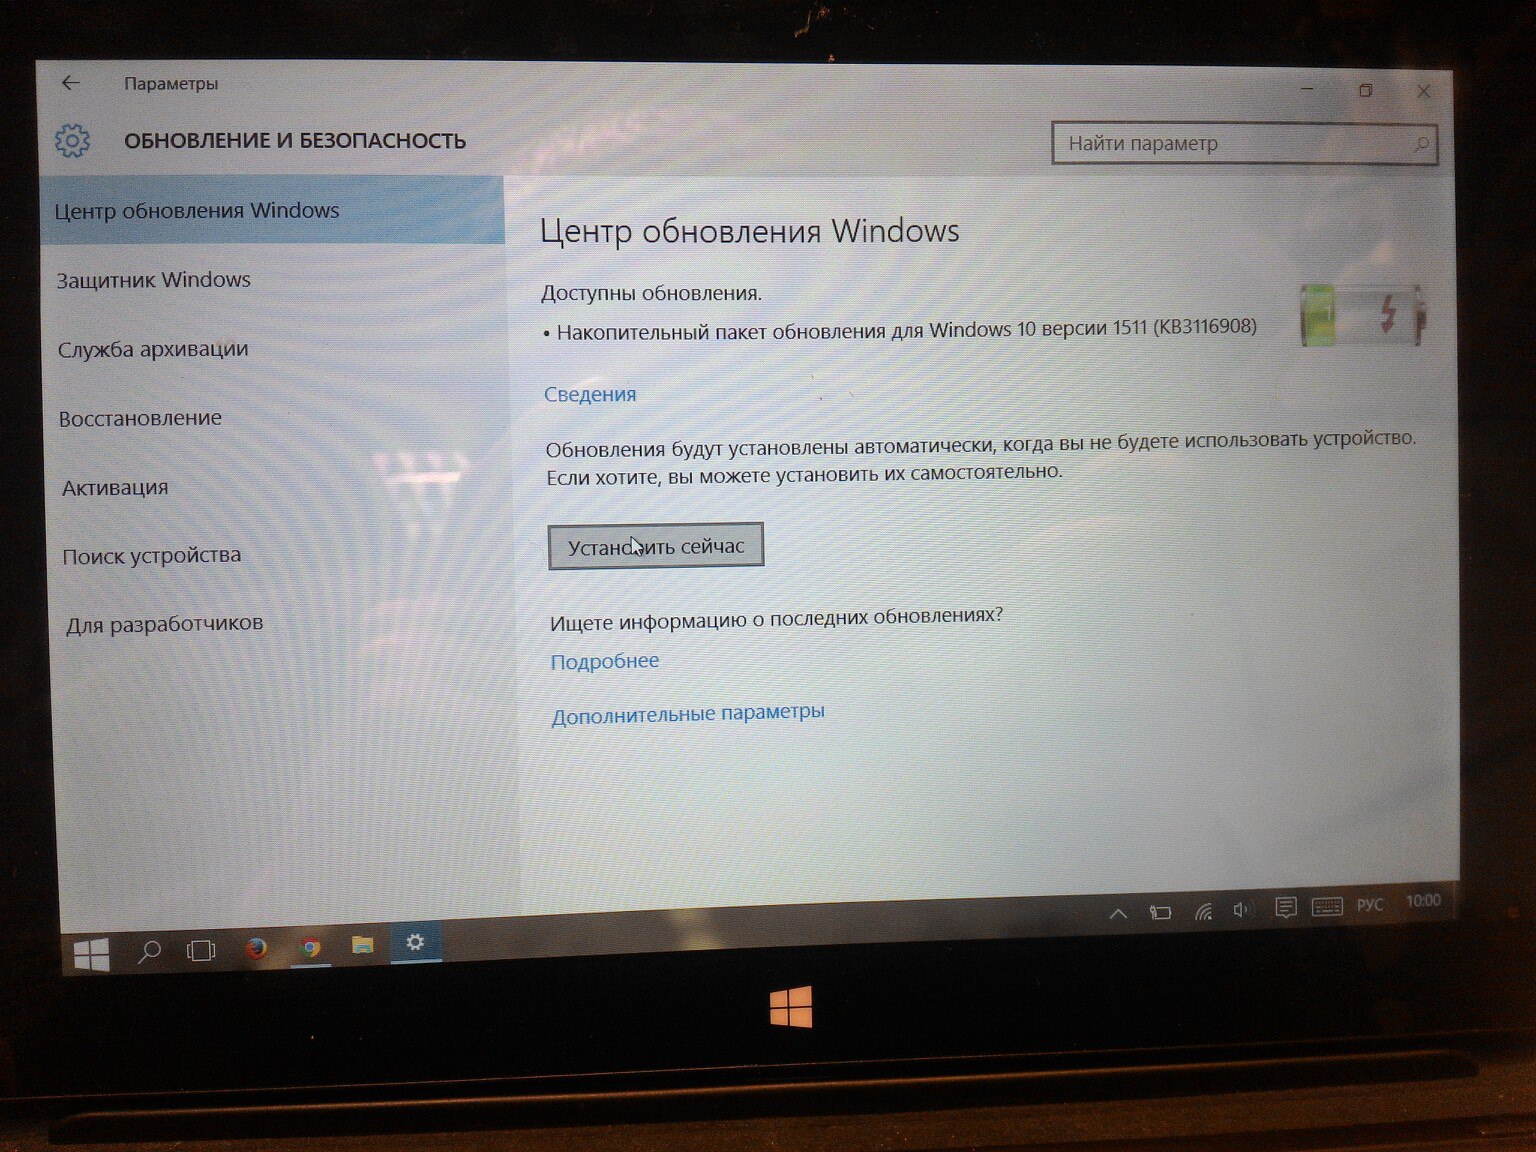 Параметры
ОБНОВЛЕНИЕ И БЕЗОПАСНОСТЬ
Найти параметр
Центр обновления Windows
Защитник Windows
Служба архивации
Восстановление
Активация
Поиск устройства
Для разработчиков
Центр обновления Windows
Доступны обновления.
• Накопительный пакет обновления для Windows 10 версии 1511 (KB3116908)
Сведения
Обновления будут установлены автоматически, когда вы не будете использовать устройство.
Если хотите, вы можете установить их самостоятельно.
Установить сейчас
Ищете информацию о последних обновлениях?
Подробнее
Дополнительные параметры
РУС
10:00